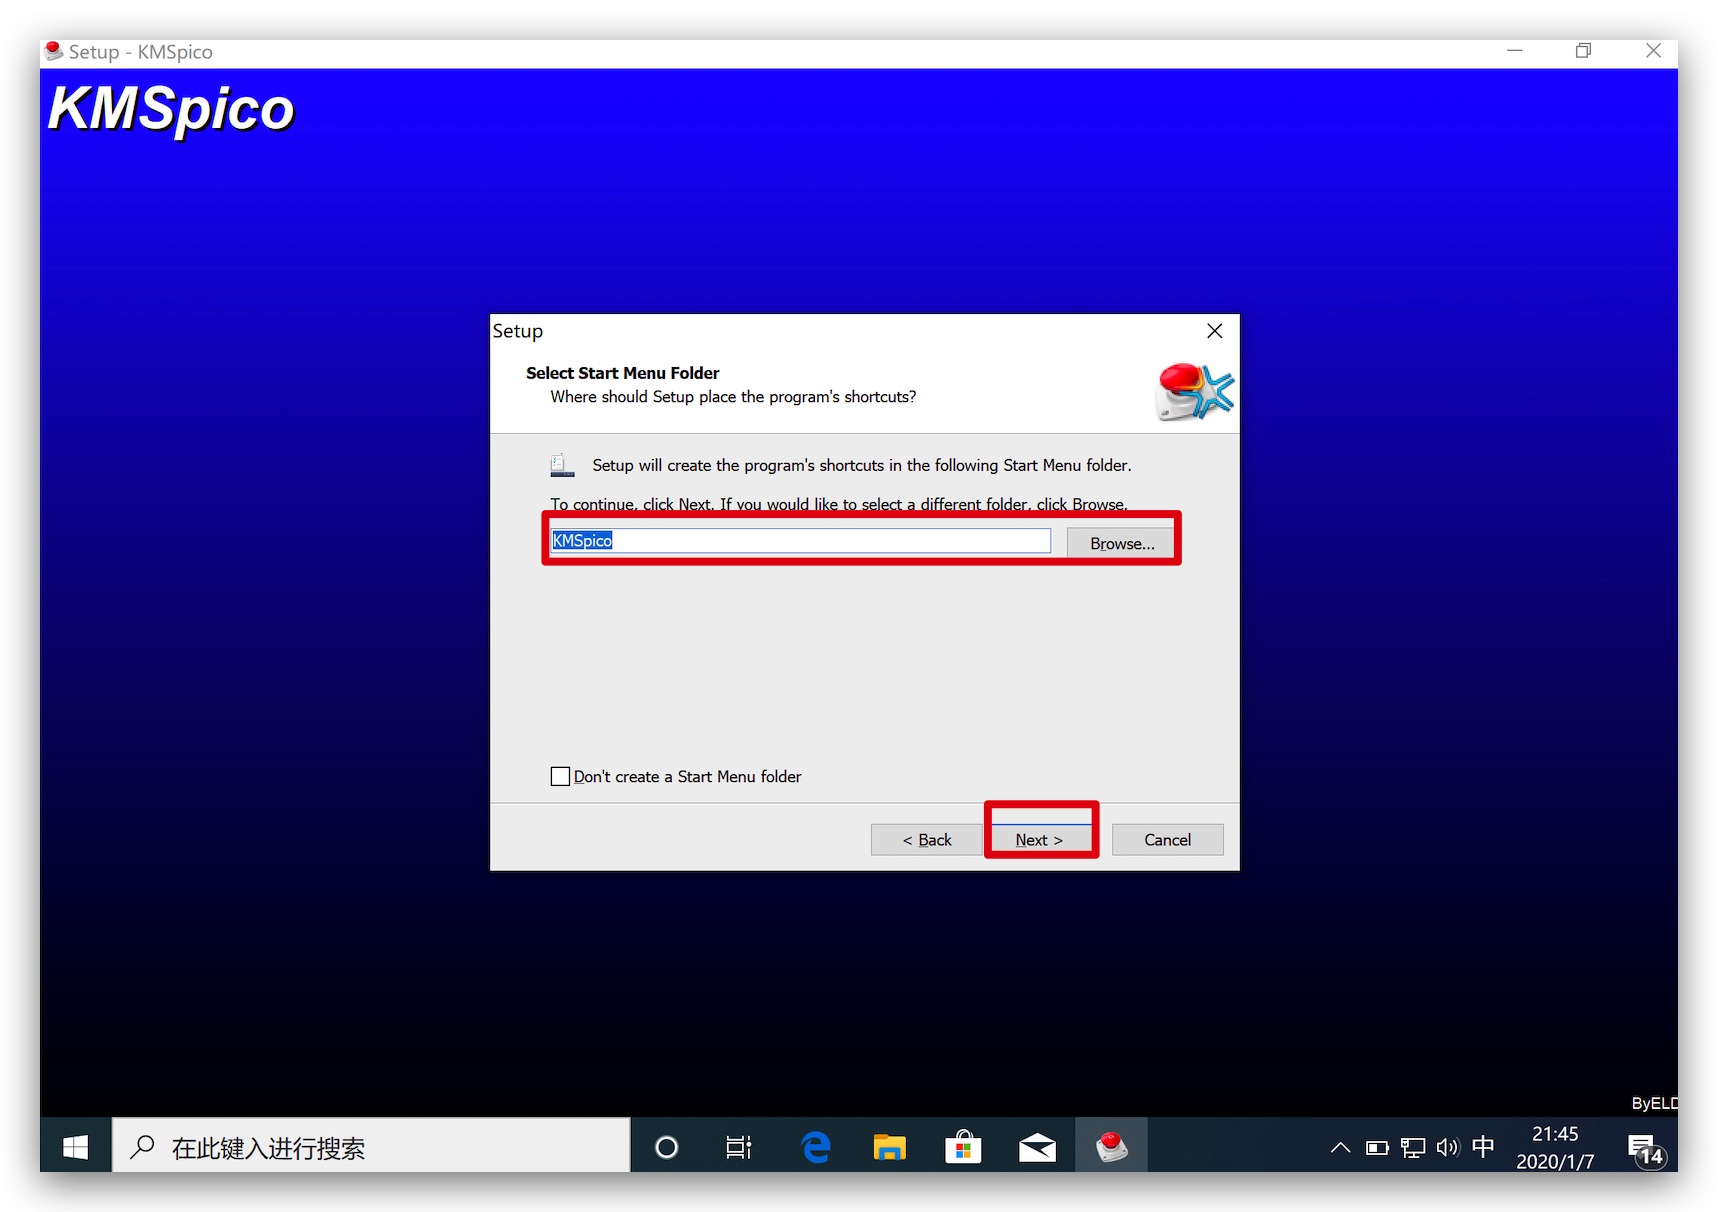 Setup - KMSpico
KMSpico
Setup
Select Start Menu Folder
Where should Setup place the program's shortcuts?
Setup will create the program's shortcuts in the following Start Menu folder.
To continue, click Next. If you would like to select a different folder, click Browse.
KMSpico
Browse...
Don't create a Start Menu folder
< Back
Next >
Cancel
ByELD
在此键入进行搜索
中
21:45
2020/1/7
14